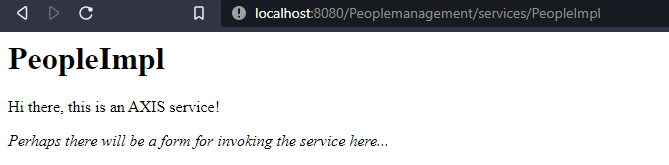 localhost:8080/Peoplemanagement/services/PeopleImpl
PeopleImpl
Hi there, this is an AXIS service!
Perhaps there will be a form for invoking the service here...